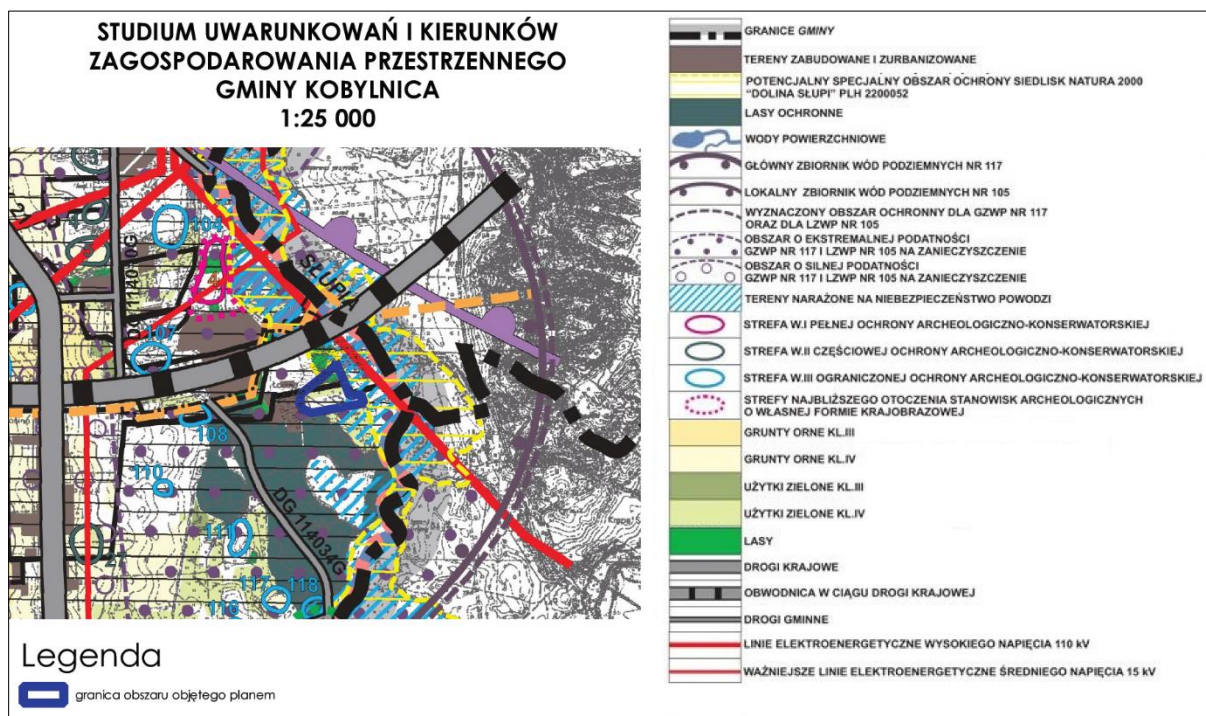 STUDIUM UWARUNKOWAŃ I KIERUNKÓW
ZAGOSPODAROWANIA PRZESTRZENNEGO
GMINY KOBYLNICA
1:25 000
104
SŁUPIA
107
108
110
111
117
118
116
DG 114034G
Legenda
granica obszaru objętego planem
GRANICE GMINY
TERENY ZABUDOWANE I ZURBANIZOWANE
POTENCJALNY SPECJALNY OBSZAR OCHRONY SIEDLISK NATURA 2000
“DOLINA SŁUPI” PLH 2200052
LASY OCHRONNE
WODY POWIERZCHNIOWE
GŁÓWNY ZBIORNIK WÓD PODZIEMNYCH NR 117
LOKALNY ZBIORNIK WÓD PODZIEMNYCH NR 105
WYZNACZONY OBSZAR OCHRONNY DLA GZWP NR 117
ORAZ DLA LZWP NR 105
OBSZAR O EKSTREMALNEJ PODATNOŚCI
GZWP NR 117 I LZWP NR 105 NA ZANIECZYSZCZENIE
OBSZAR O SILNEJ PODATNOŚCI
GZWP NR 117 I LZWP NR 105 NA ZANIECZYSZCZENIE
TERENY NARAŻONE NA NIEBEZPIECZEŃSTWO POWODZI
STREFA W.I PEŁNEJ OCHRONY ARCHEOLOGICZNO-KONSERWATORSKIEJ
STREFA W.II CZĘŚCIOWEJ OCHRONY ARCHEOLOGICZNO-KONSERWATORSKIEJ
STREFA W.III OGRANICZONEJ OCHRONY ARCHEOLOGICZNO-KONSERWATORSKIEJ
STREFY NAJBLIŻSZEGO OTOCZENIA STANOWISK ARCHEOLOGICZNYCH
O WŁASNEJ FORMIE KRAJOBRAZOWEJ
GRUNTY ORNE KL.III
GRUNTY ORNE KL.IV
UŻYTKI ZIELONE KL.III
UŻYTKI ZIELONE KL.IV
LASY
DROGI KRAJOWE
OBWODNICA W CIĄGU DROGI KRAJOWEJ
DROGI GMINNE
LINIE ELEKTROENERGETYCZNE WYSOKIEGO NAPIĘCIA 110 kV
WAŻNIEJSZE LINIE ELEKTROENERGETYCZNE ŚREDNIEGO NAPIĘCIA 15 kV